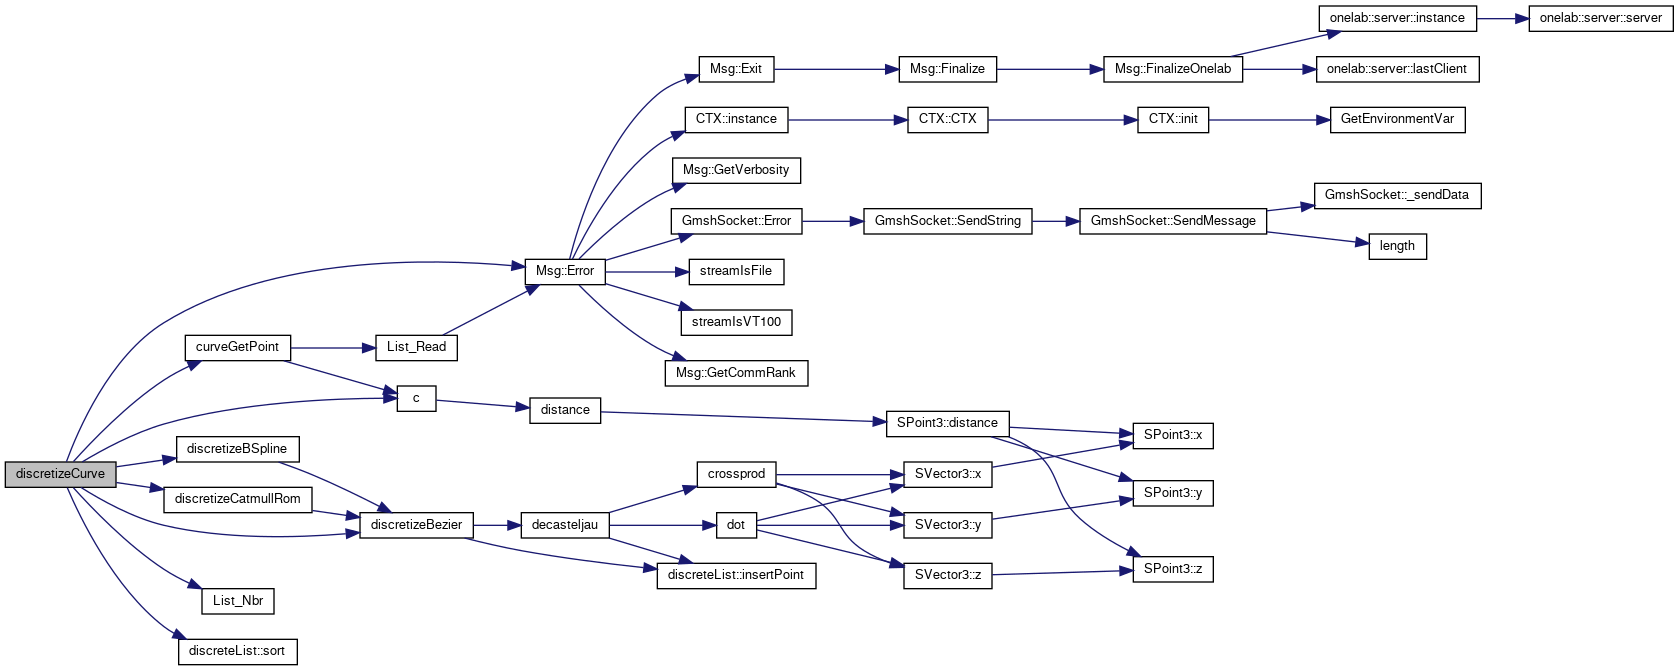 onelab::server::instance
onelab::server::server
Msg::Exit
Msg::Finalize
Msg::FinalizeOnelab
onelab::server::lastClient
CTX::instance
CTX::CTX
CTX::init
GetEnvironmentVar
Msg::GetVerbosity
GmshSocket::_sendData
GmshSocket::Error
GmshSocket::SendString
GmshSocket::SendMessage
length
Msg::Error
streamIsFile
streamIsVT100
curveGetPoint
List_Read
Msg::GetCommRank
c
distance
SPoint3::distance
SPoint3::x
discretizeBSpline
discretizeCurve
crossprod
SVector3::x
SPoint3::y
discretizeCatmullRom
discretizeBezier
decasteljau
dot
SVector3::y
SPoint3::z
discreteList::insertPoint
SVector3::z
List_Nbr
discreteList::sort